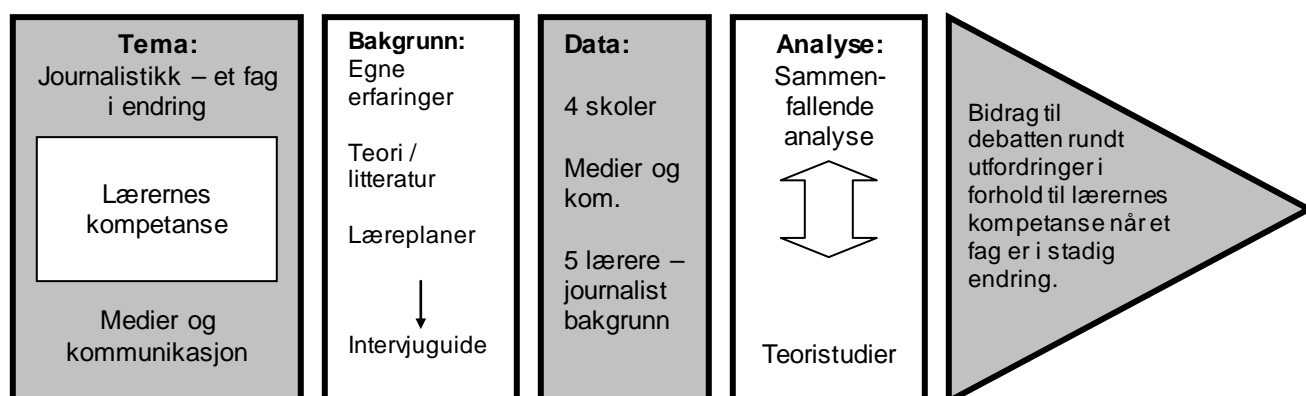 Tema:
Journalistikk – et fag
i endring
Lærernes
kompetanse
Medier og
kommunikasjon
Bakgrunn:
Egne
erfaringer
Teori /
litteratur
Læreplaner
Intervjuguide
Data:
4 skoler
Medier og
kom.
5 lærere –
journalist
bakgrunn
Analyse:
Sammen-
fallende
analyse
Teoristudier
Bidrag til
debatten rundt
utfordringer i
forhold til lærernes
kompetanse når et
fag er i stadig
endring.